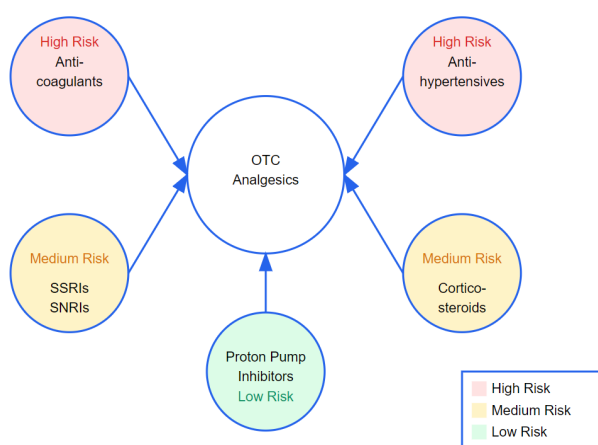 High Risk
Anti-
coagulants
High Risk
Anti-
hypertensives
OTC
Analgesics
Medium Risk
SSRIs
SNRIs
Medium Risk
Cortico-
steroids
Proton Pump
Inhibitors
Low Risk
High Risk
Medium Risk
Low Risk